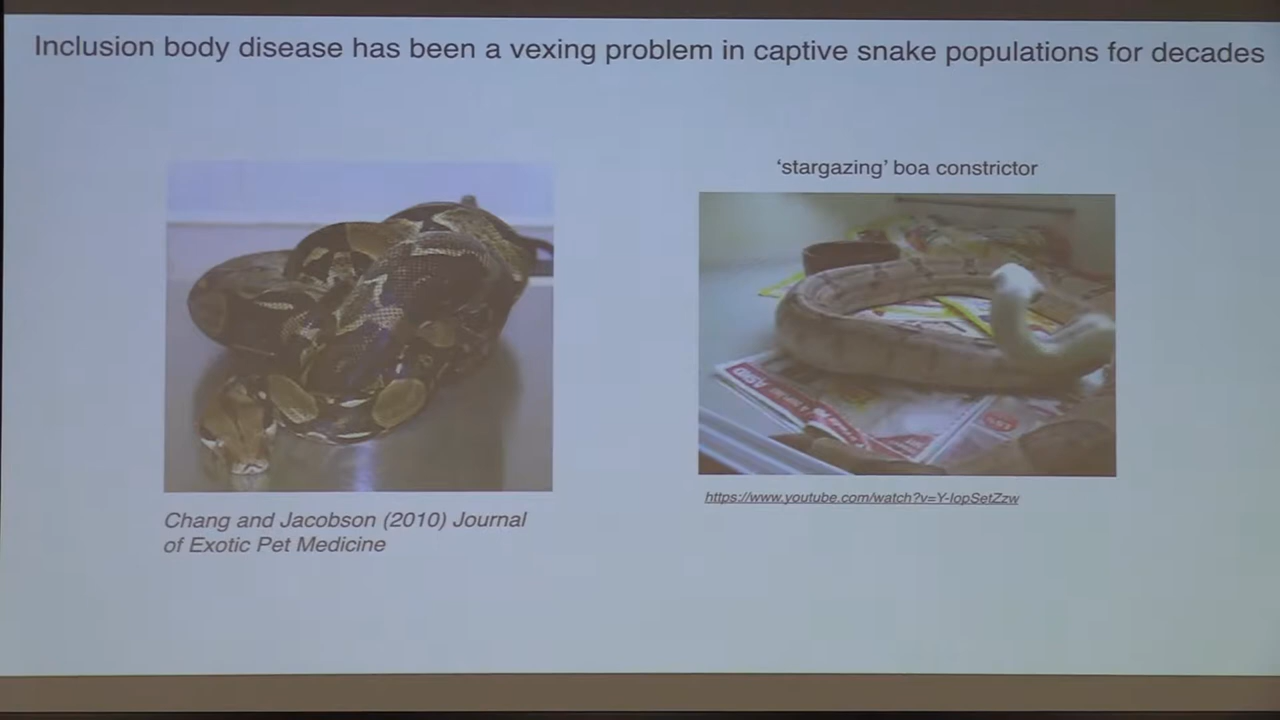 Inclusion body disease has been a vexing problem in captive snake populations for decades
'stargazing' boa constrictor
https://www.youtube.com/watch?v=Y-IopSetZzw
Chang and Jacobson (2010) Journal
of Exotic Pet Medicine